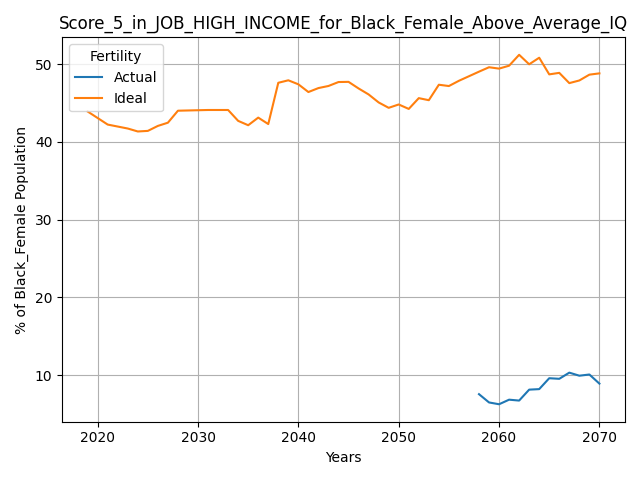 Score_5_in_JOB_HIGH_INCOME_for_Black_Female_Above_Average_IQ
Fertility
Actual
Ideal
50
40
30
20
10
% of Black_Female Population
2020 2030 2040 2050 2060 2070
Years